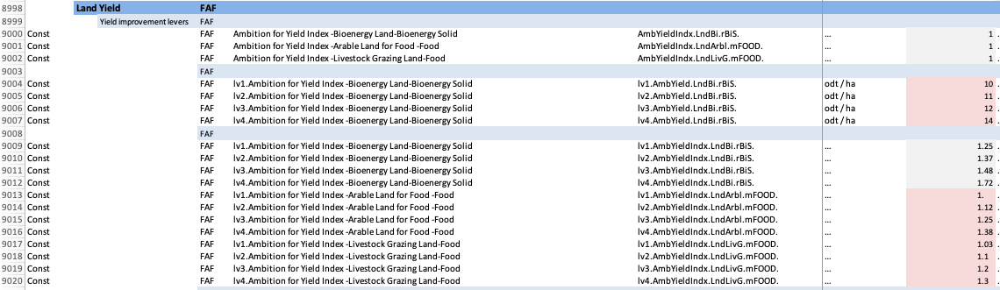 8998 Land Yield FAF
8999 Yield improvement levers FAF
9000 Const FAF Ambition for Yield Index -Bioenergy Land-Bioenergy Solid AmbYieldIndx.LndBi.rBiS. ... 1 .
9001 Const FAF Ambition for Yield Index -Arable Land for Food -Food AmbYieldIndx.LndArbl.mFOOD. ... 1 .
9002 Const FAF Ambition for Yield Index -Livestock Grazing Land-Food AmbYieldIndx.LndLivG.mFOOD. ... 1 .
9003 FAF
9004 Const FAF lv1.Ambition for Yield Index -Bioenergy Land-Bioenergy Solid lv1.AmbYield.LndBi.rBiS. odt / ha 10 .
9005 Const FAF lv2.Ambition for Yield Index -Bioenergy Land-Bioenergy Solid lv2.AmbYield.LndBi.rBiS. odt / ha 11 .
9006 Const FAF lv3.Ambition for Yield Index -Bioenergy Land-Bioenergy Solid lv3.AmbYield.LndBi.rBiS. odt / ha 12 .
9007 Const FAF lv4.Ambition for Yield Index -Bioenergy Land-Bioenergy Solid lv4.AmbYield.LndBi.rBiS. odt / ha 14 .
9008 FAF
9009 Const FAF lv1.Ambition for Yield Index -Bioenergy Land-Bioenergy Solid lv1.AmbYieldIndx.LndBi.rBiS. ... 1.25 .
9010 Const FAF lv2.Ambition for Yield Index -Bioenergy Land-Bioenergy Solid lv2.AmbYieldIndx.LndBi.rBiS. ... 1.37 .
9011 Const FAF lv3.Ambition for Yield Index -Bioenergy Land-Bioenergy Solid lv3.AmbYieldIndx.LndBi.rBiS. ... 1.48 .
9012 Const FAF lv4.Ambition for Yield Index -Bioenergy Land-Bioenergy Solid lv4.AmbYieldIndx.LndBi.rBiS. ... 1.72 .
9013 Const FAF lv1.Ambition for Yield Index -Arable Land for Food -Food lv1.AmbYieldIndx.LndArbl.mFOOD. ... 1. .
9014 Const FAF lv2.Ambition for Yield Index -Arable Land for Food -Food lv2.AmbYieldIndx.LndArbl.mFOOD. ... 1.12 .
9015 Const FAF lv3.Ambition for Yield Index -Arable Land for Food -Food lv3.AmbYieldIndx.LndArbl.mFOOD. ... 1.25 .
9016 Const FAF lv4.Ambition for Yield Index -Arable Land for Food -Food lv4.AmbYieldIndx.LndArbl.mFOOD. ... 1.38 .
9017 Const FAF lv1.Ambition for Yield Index -Livestock Grazing Land-Food lv1.AmbYieldIndx.LndLivG.mFOOD. ... 1.03 .
9018 Const FAF lv2.Ambition for Yield Index -Livestock Grazing Land-Food lv2.AmbYieldIndx.LndLivG.mFOOD. ... 1.1 .
9019 Const FAF lv3.Ambition for Yield Index -Livestock Grazing Land-Food lv3.AmbYieldIndx.LndLivG.mFOOD. ... 1.2 .
9020 Const FAF lv4.Ambition for Yield Index -Livestock Grazing Land-Food lv4.AmbYieldIndx.LndLivG.mFOOD. ... 1.3 .